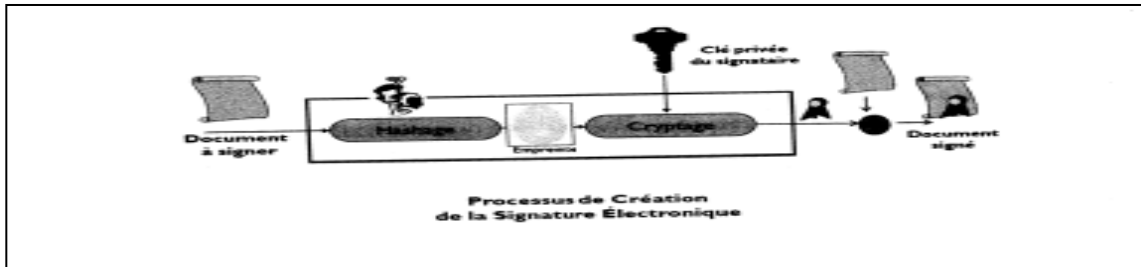 Clé privée
du signataire
Document
à signer
Hashage
Empreinte
Cryptage
Document
signé
Processus de Création
de la Signature Électronique